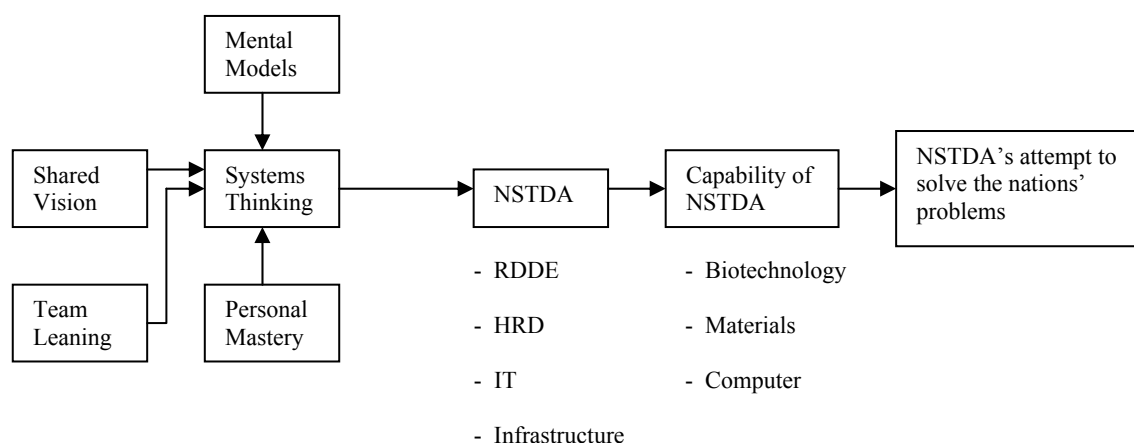 Mental
Models
Shared
Vision
Systems
Thinking
NSTDA
Capability of
NSTDA
NSTDA’s attempt to
solve the nations’
problems
Team
Leaning
Personal
Mastery
- RDDE
- HRD
- IT
- Infrastructure
- Biotechnology
- Materials
- Computer